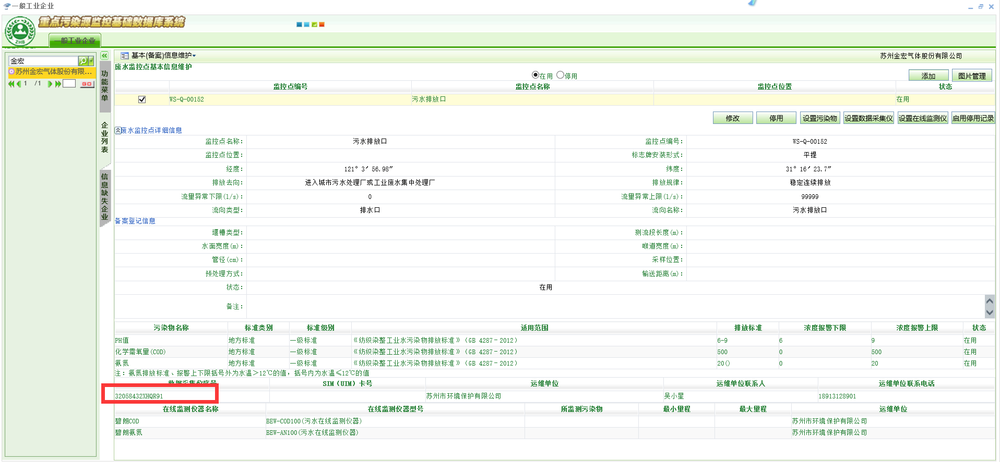 一般工业企业
重点污染源监控基础数据库系统
ZHB
一般工业企业
金宏
苏州金宏气体股份有限...
1 /1 GO
功能菜单
企业列表
信息缺失企业
基本(备案)信息维护 苏州金宏气体股份有限公司
废水监控点基本信息维护
在用 停用 添加 图片管理
监控点编号 监控点名称 监控点位置 状态
WS-Q-00152 污水排放口 在用
修改 停用 设置污染物 设置数据采集仪 设置在线监测仪 启用停用记录
废水监控点详细信息
监控点名称: 污水排放口 监控点编号: WS-Q-00152
监控点位置: 标志牌安装形式: 平提
经度: 121° 3′ 56.98″ 纬度: 31° 16′ 23.7″
排放去向: 进入城市污水处理厂或工业废水集中处理厂 排放规律: 稳定连续排放
流量异常下限(l/s): 0 流量异常上限(l/s): 99999
流向类型: 排水口 流向名称: 污水排放口
备案登记信息
堰槽类型: 测流段长度(m):
水面宽度(m): 喉道宽度(m):
管径(cm): 采样位置:
预处理方式: 输送距离(m):
状态: 在用
备注:
污染物名称 标准类别 标准级别 适用范围 排放标准 浓度报警下限 浓度报警上限 状态
PH值 地方标准 一级标准 《纺织染整工业水污染物排放标准》(GB 4287-2012) 6-9 6 9 在用
化学需氧量(COD) 地方标准 一级标准 《纺织染整工业水污染物排放标准》(GB 4287-2012) 500 0 500 在用
氨氮 地方标准 一级标准 《纺织染整工业水污染物排放标准》(GB 4287-2012) 20() 0 20 在用
注: 氨氮排放标准、报警上下限括号外为水温>12℃的值, 括号内为水温≤12℃的值
数据采集仪序号 SIM (UIM) 卡号 运维单位 运维单位联系人 运维单位联系电话
32058432XHQR91 苏州市环境保护有限公司 吴小星 18913128901
在线监测仪器名称 在线监测仪器型号 所监测污染物 最小量程 最大量程 运维单位
碧朗COD BEW-COD100(污水在线监测仪器) 苏州市环境保护有限公司
碧朗氨氮 BEW-AN100(污水在线监测仪器) 苏州市环境保护有限公司